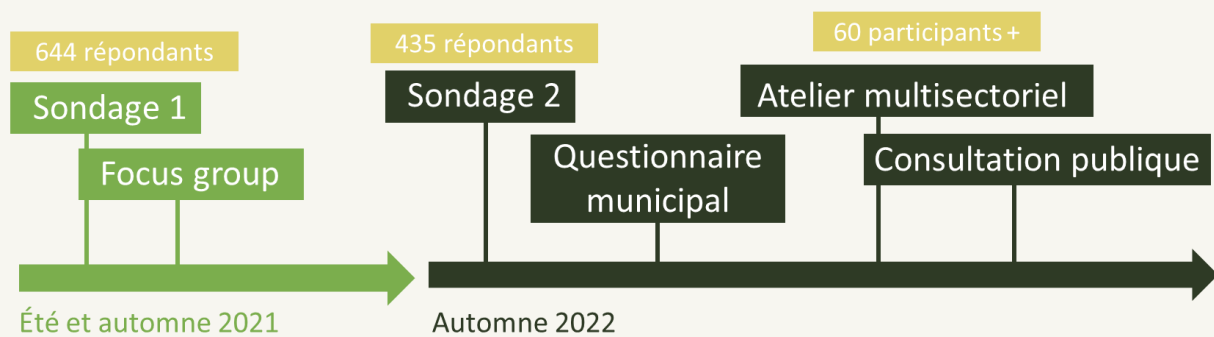 644 répondants
Sondage 1
Focus group
Été et automne 2021
435 répondants
Sondage 2
Questionnaire
municipal
60 participants +
Atelier multisectoriel
Consultation publique
Automne 2022